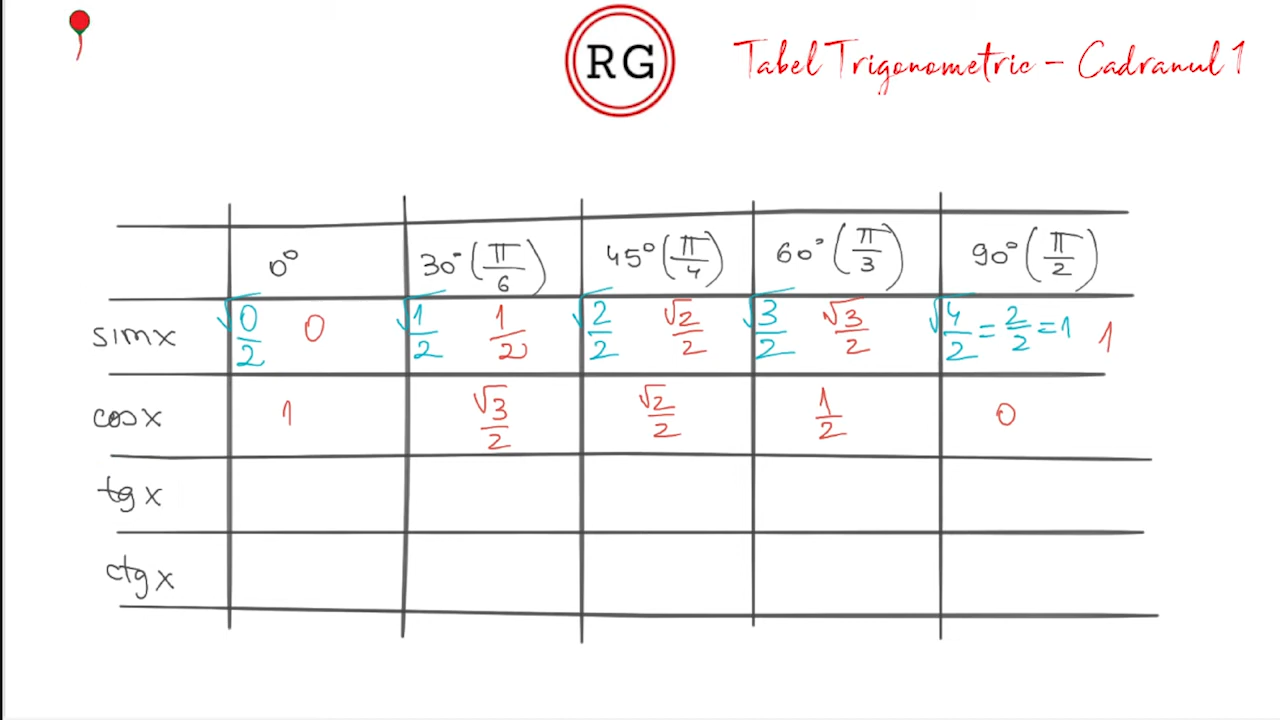 RG
Tabel Trigonometric - Cadranul 1
0° 30° (π/6) 45° (π/4) 60° (π/3) 90° (π/2)
sinx √0/2 0 √1/2 1/2 √2/2 √2/2 √3/2 √3/2 √4/2 = 2/2 = 1 1
cosx 1 √3/2 √2/2 1/2 0
tgx
ctgx